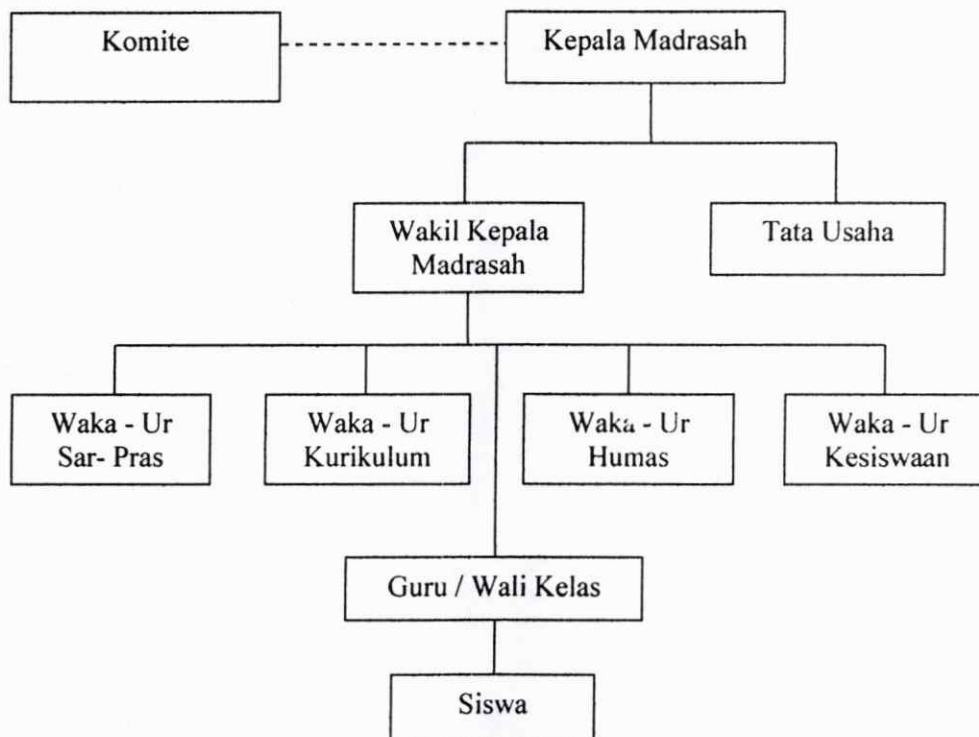 Komite
Kepala Madrasah
Wakil Kepala
Madrasah
Tata Usaha
Waka - Ur
Sar- Pras
Waka - Ur
Kurikulum
Waka - Ur
Humas
Waka - Ur
Kesiswaan
Guru / Wali Kelas
Siswa